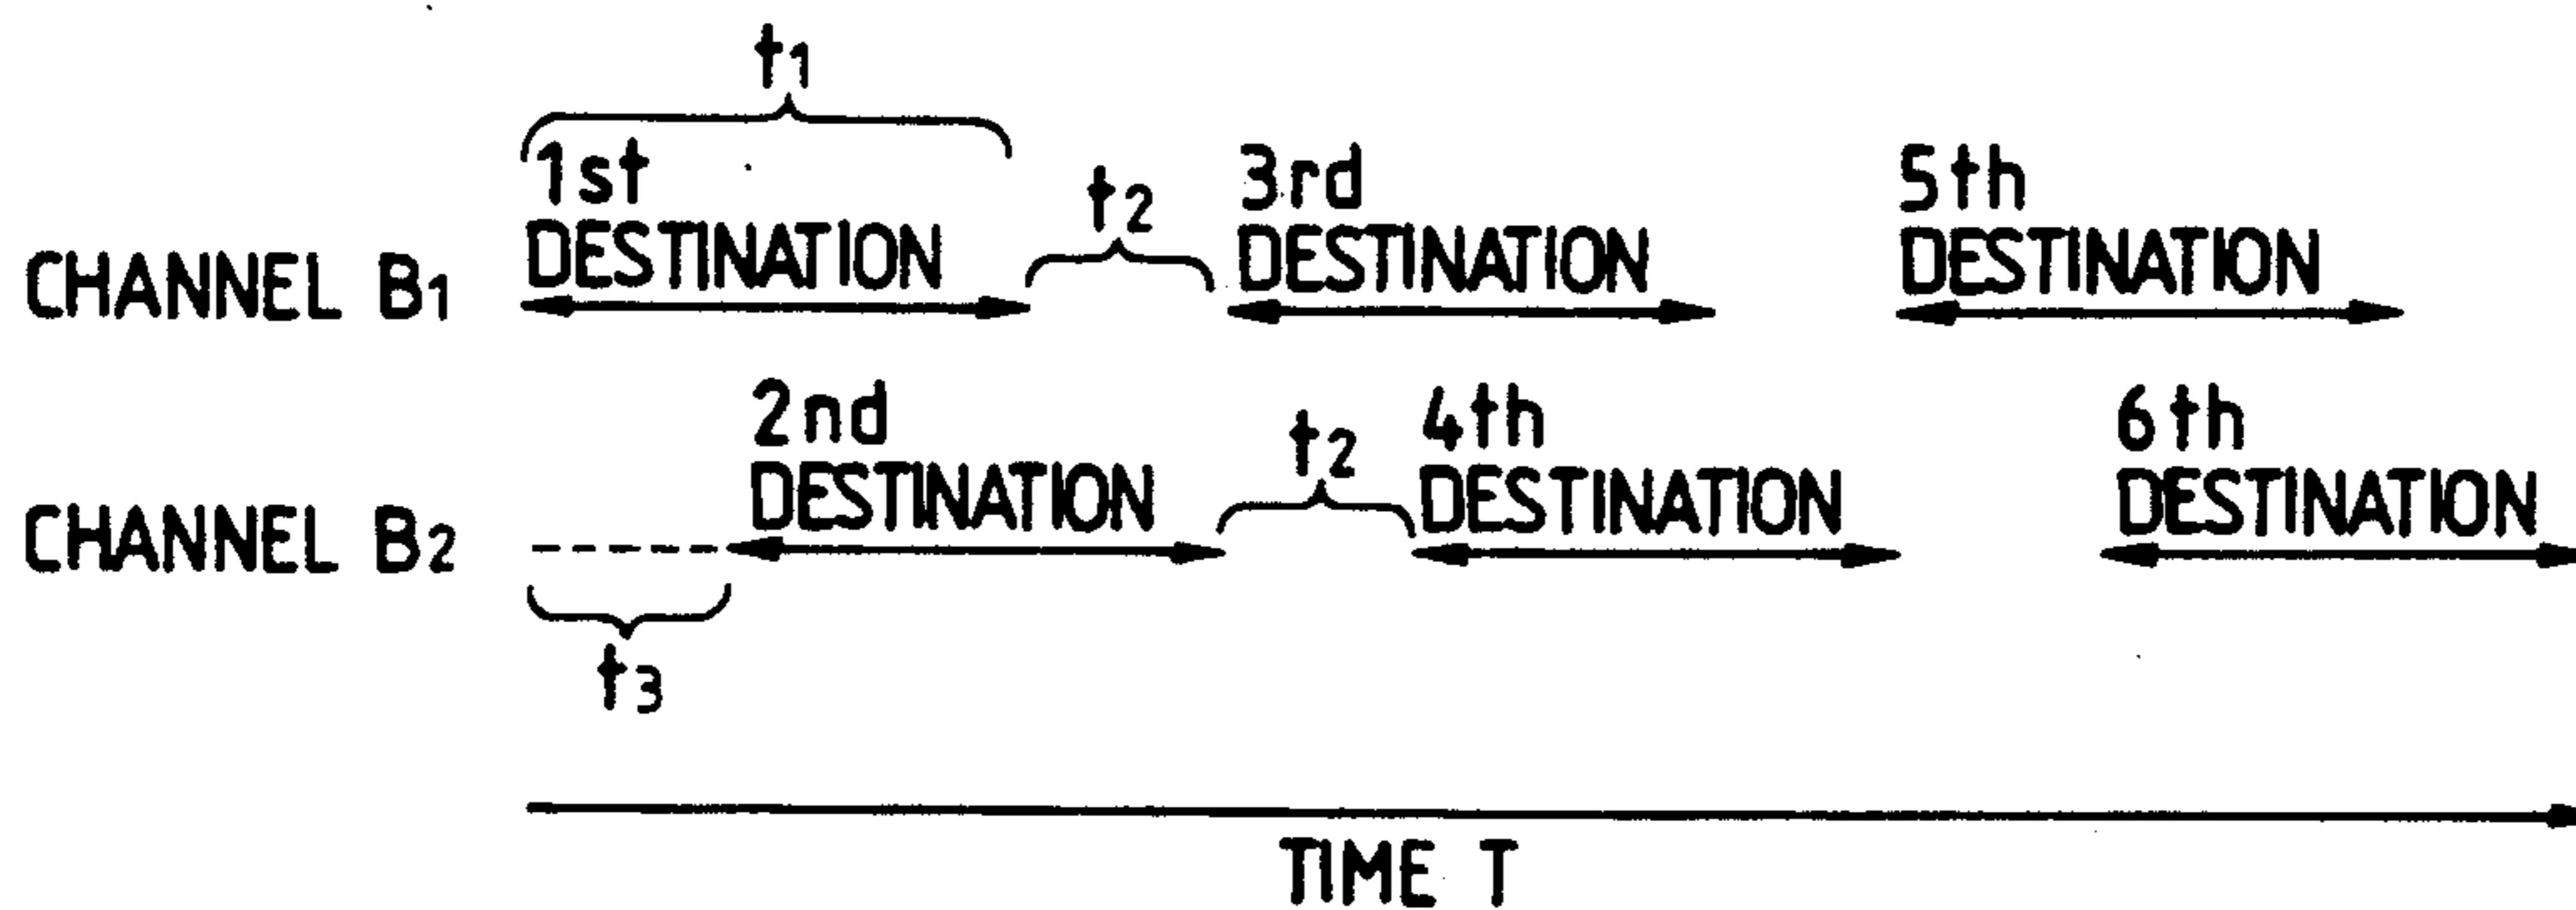 t1
1st
DESTINATION
t2
3rd
DESTINATION
5th
DESTINATION
CHANNEL B1
2nd
DESTINATION
t2
4th
DESTINATION
6th
DESTINATION
CHANNEL B2
t3
TIME T